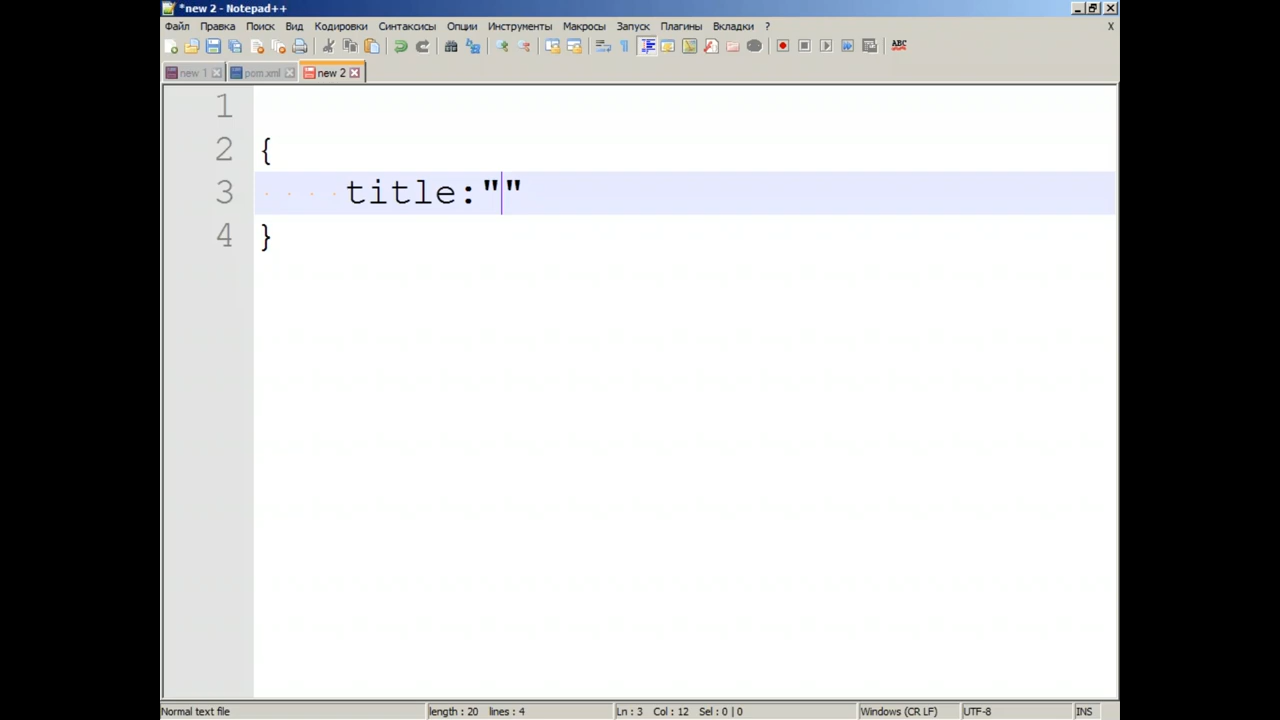 *new 2 - Notepad++
Файл Правка Поиск Вид Кодировки Синтаксисы Опции Инструменты Макросы Запуск Плагины Вкладки ? X
ABC
new 1 pom.xml new 2
1
2 {
3 title:""
4 }
Normal text file length : 20 lines : 4 Ln : 3 Col : 12 Sel : 0 | 0 Windows (CR LF) UTF-8 INS